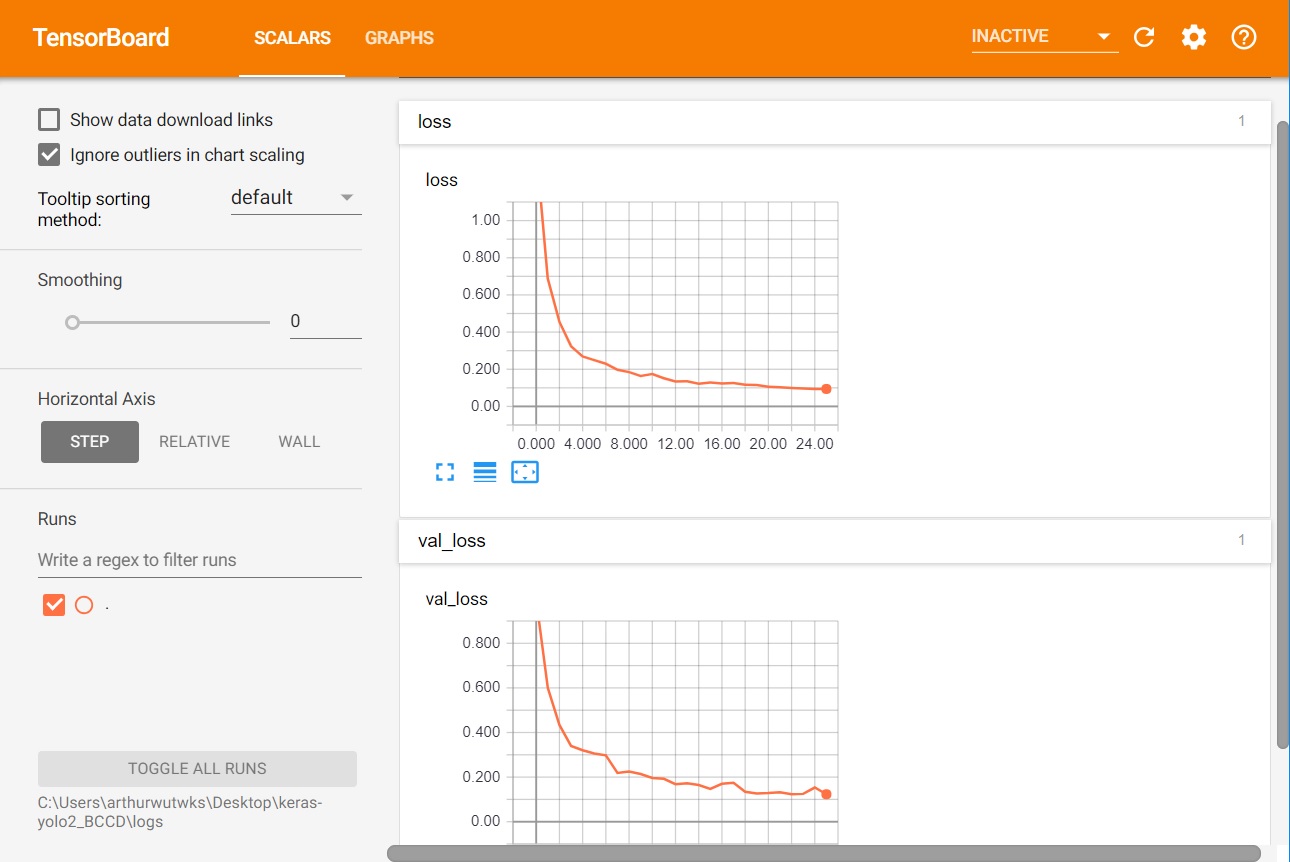 TensorBoard
SCALARS
GRAPHS
INACTIVE
Show data download links
Ignore outliers in chart scaling
Tooltip sorting
method:
default
Smoothing
0
Horizontal Axis
STEP
RELATIVE
WALL
Runs
Write a regex to filter runs
.
TOGGLE ALL RUNS
C:\Users\arthurwutwks\Desktop\keras-
yolo2_BCCD\logs
loss
1
loss
1.00
0.800
0.600
0.400
0.200
0.00
0.000 4.000 8.000 12.00 16.00 20.00 24.00
val_loss
1
val_loss
0.800
0.600
0.400
0.200
0.00